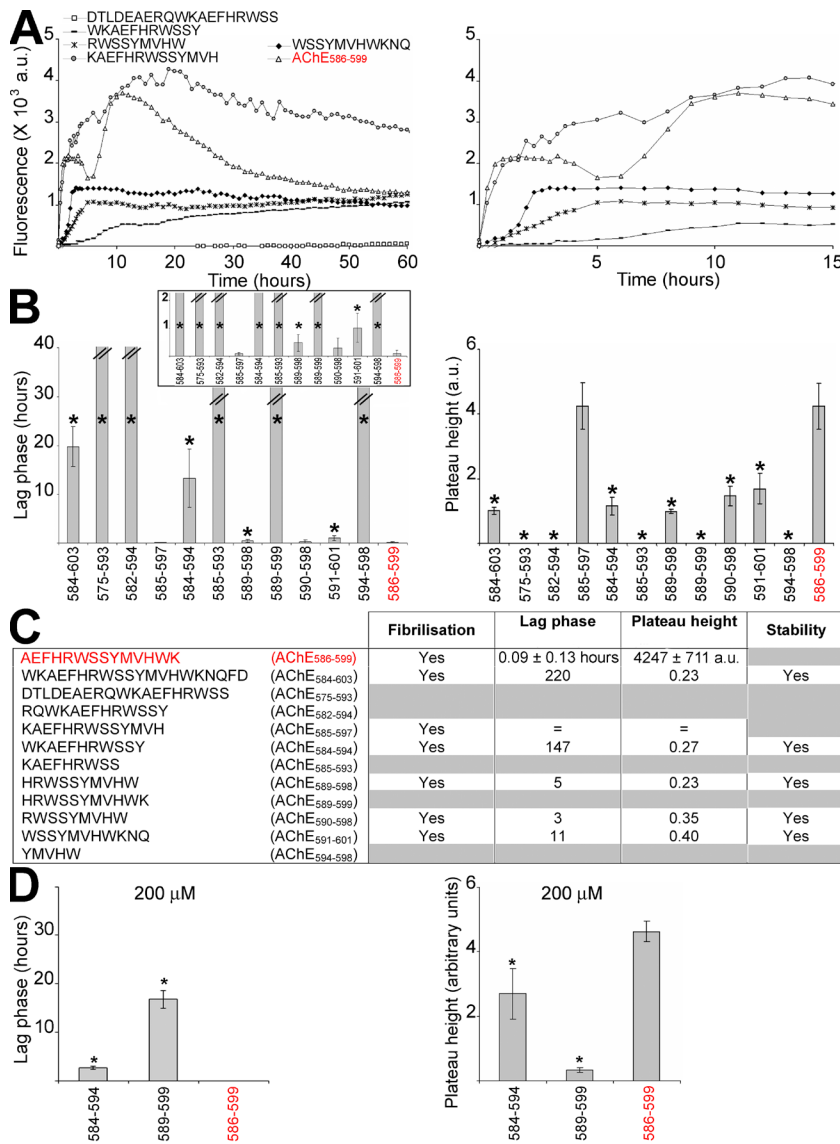 A
DTLDEAERQWKAEFHRWSS
WKAEFHRWSSY
RWSSYMVHW
KAEFHRWSSYMVH
WSSYMVHWKNQ
AChE586-599
Fluorescence (X 10³ a.u.)
5
4
3
2
1
0
10 20 30 40 50 60
Time (hours)
5
4
3
2
1
0
5 10 15
Time (hours)
B
2
1
* * * * * * * * *
584-603 575-593 582-594 585-597 584-594 585-593 589-598 589-599 590-598 591-601 594-598 586-599
Lag phase (hours)
40
30
20
10
* * * * * * * * *
584-603 575-593 582-594 585-597 584-594 585-593 589-598 589-599 590-598 591-601 594-598 586-599
Plateau height (a.u.)
6
4
2
* * * * * * * * * *
584-603 575-593 582-594 585-597 584-594 585-593 589-598 589-599 590-598 591-601 594-598 586-599
C
Fibrilisation Lag phase Plateau height Stability
AEFHRWSSYMVHWK (AChE586-599) Yes 0.09 ± 0.13 hours 4247 ± 711 a.u.
WKAEFHRWSSYMVHWKNQFD (AChE584-603) Yes 220 0.23 Yes
DTLDEAERQWKAEFHRWSS (AChE575-593)
RQWKAEFHRWSSY (AChE582-594)
KAEFHRWSSYMVH (AChE585-597) Yes = =
WKAEFHRWSSY (AChE584-594) Yes 147 0.27 Yes
KAEFHRWSS (AChE585-593)
HRWSSYMVHW (AChE589-598) Yes 5 0.23 Yes
HRWSSYMVHWK (AChE589-599)
RWSSYMVHW (AChE590-598) Yes 3 0.35 Yes
WSSYMVHWKNQ (AChE591-601) Yes 11 0.40 Yes
YMVHW (AChE594-598)
D
200 µM
Lag phase (hours)
30
20
10
* *
584-594 589-599 586-599
200 µM
Plateau height (arbitrary units)
6
4
2
* *
584-594 589-599 586-599